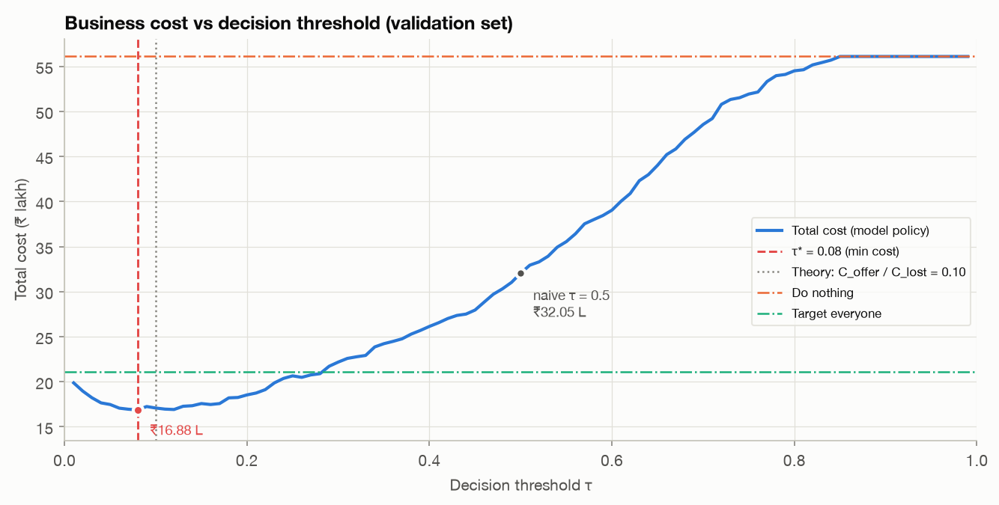 Business cost vs decision threshold (validation set)
Total cost (₹ lakh)
55
50
45
40
35
30
25
20
15
naive τ = 0.5
₹32.05 L
₹16.88 L
Total cost (model policy)
τ* = 0.08 (min cost)
Theory: C_offer / C_lost = 0.10
Do nothing
Target everyone
0.0 0.2 0.4 0.6 0.8 1.0
Decision threshold τ